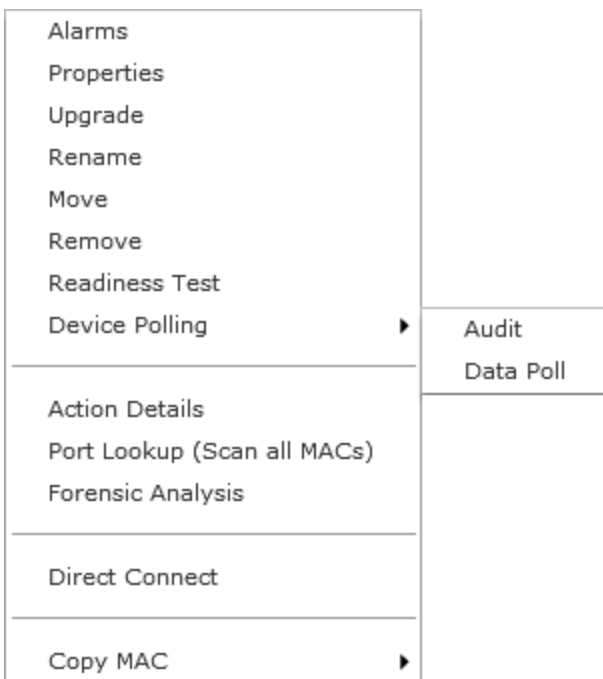 Alarms
Properties
Upgrade
Rename
Move
Remove
Readiness Test
Device Polling
Audit
Data Poll
Action Details
Port Lookup (Scan all MACs)
Forensic Analysis
Direct Connect
Copy MAC